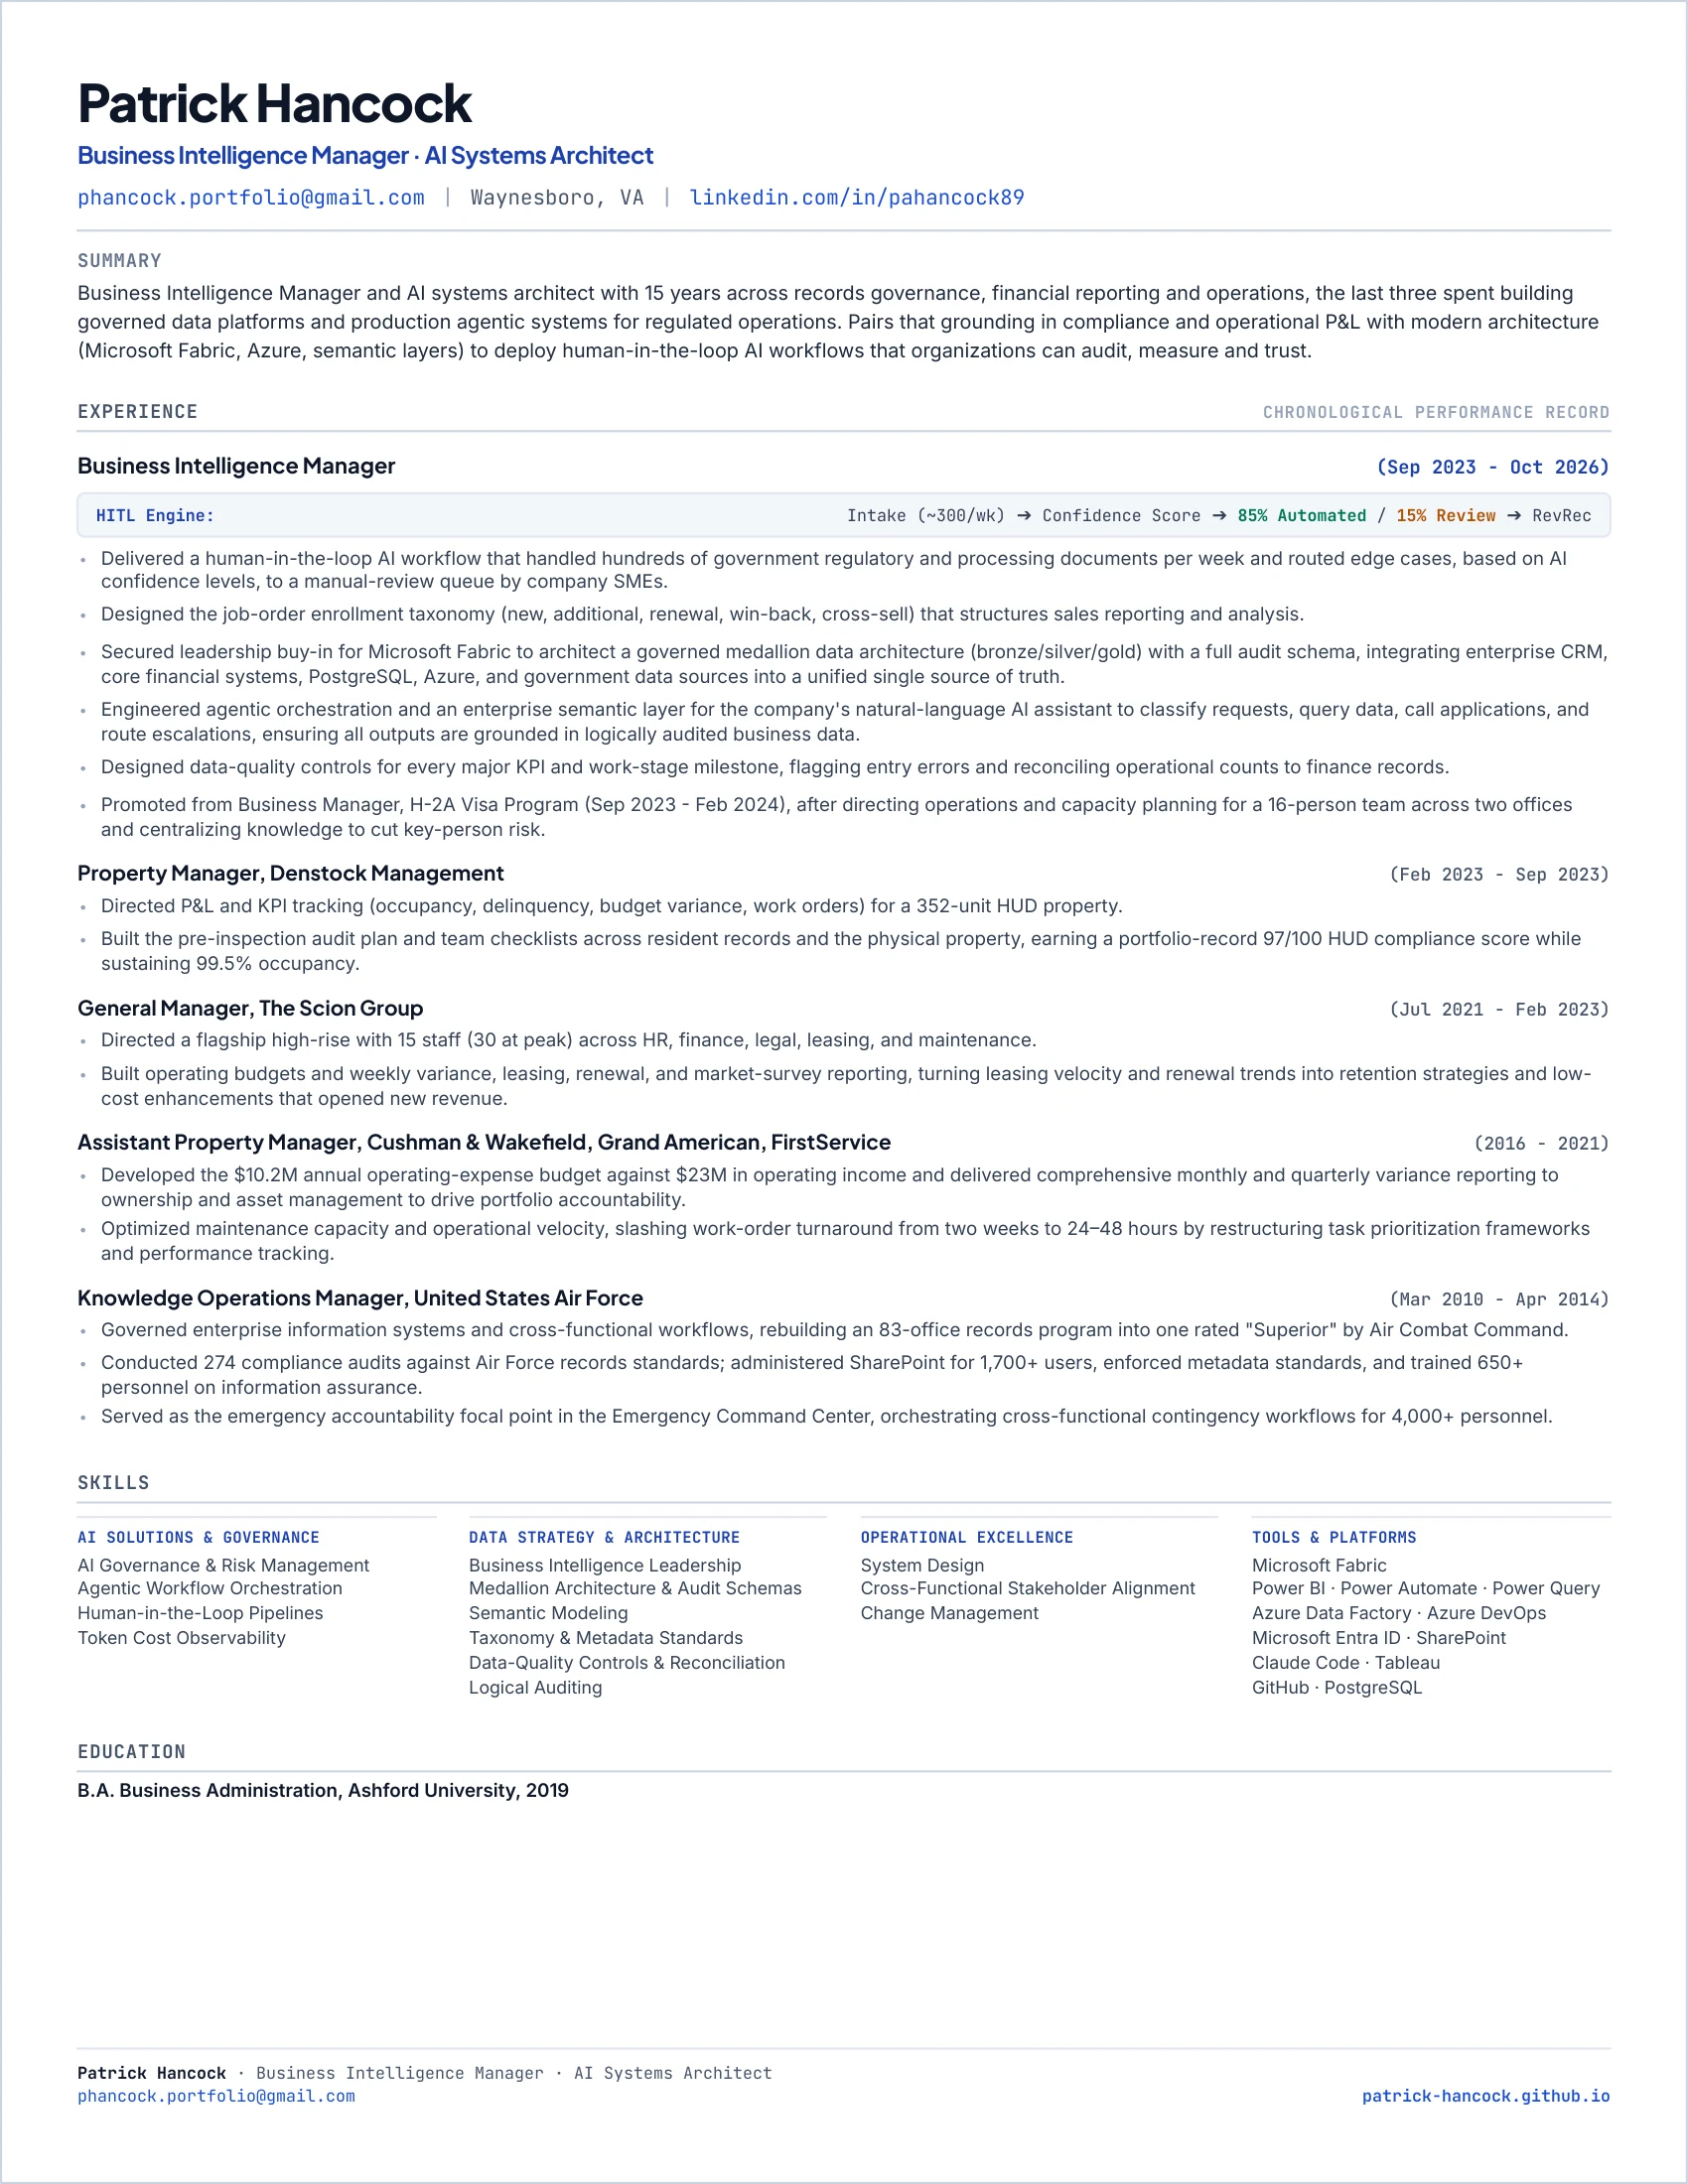 Patrick Hancock
Business Intelligence Manager · AI Systems Architect
phancock.portfolio@gmail.com | Waynesboro, VA | linkedin.com/in/pahancock89
SUMMARY
Business Intelligence Manager and AI systems architect with 15 years across records governance, financial reporting and operations, the last three spent building
governed data platforms and production agentic systems for regulated operations. Pairs that grounding in compliance and operational P&L with modern architecture
(Microsoft Fabric, Azure, semantic layers) to deploy human-in-the-loop AI workflows that organizations can audit, measure and trust.
EXPERIENCE CHRONOLOGICAL PERFORMANCE RECORD
Business Intelligence Manager (Sep 2023 - Oct 2026)
HITL Engine: Intake (~300/wk) → Confidence Score → 85% Automated / 15% Review → RevRec
• Delivered a human-in-the-loop AI workflow that handled hundreds of government regulatory and processing documents per week and routed edge cases, based on AI
confidence levels, to a manual-review queue by company SMEs.
• Designed the job-order enrollment taxonomy (new, additional, renewal, win-back, cross-sell) that structures sales reporting and analysis.
• Secured leadership buy-in for Microsoft Fabric to architect a governed medallion data architecture (bronze/silver/gold) with a full audit schema, integrating enterprise CRM,
core financial systems, PostgreSQL, Azure, and government data sources into a unified single source of truth.
• Engineered agentic orchestration and an enterprise semantic layer for the company's natural-language AI assistant to classify requests, query data, call applications, and
route escalations, ensuring all outputs are grounded in logically audited business data.
• Designed data-quality controls for every major KPI and work-stage milestone, flagging entry errors and reconciling operational counts to finance records.
• Promoted from Business Manager, H-2A Visa Program (Sep 2023 - Feb 2024), after directing operations and capacity planning for a 16-person team across two offices
and centralizing knowledge to cut key-person risk.
Property Manager, Denstock Management (Feb 2023 - Sep 2023)
• Directed P&L and KPI tracking (occupancy, delinquency, budget variance, work orders) for a 352-unit HUD property.
• Built the pre-inspection audit plan and team checklists across resident records and the physical property, earning a portfolio-record 97/100 HUD compliance score while
sustaining 99.5% occupancy.
General Manager, The Scion Group (Jul 2021 - Feb 2023)
• Directed a flagship high-rise with 15 staff (30 at peak) across HR, finance, legal, leasing, and maintenance.
• Built operating budgets and weekly variance, leasing, renewal, and market-survey reporting, turning leasing velocity and renewal trends into retention strategies and low-
cost enhancements that opened new revenue.
Assistant Property Manager, Cushman & Wakefield, Grand American, FirstService (2016 - 2021)
• Developed the $10.2M annual operating-expense budget against $23M in operating income and delivered comprehensive monthly and quarterly variance reporting to
ownership and asset management to drive portfolio accountability.
• Optimized maintenance capacity and operational velocity, slashing work-order turnaround from two weeks to 24–48 hours by restructuring task prioritization frameworks
and performance tracking.
Knowledge Operations Manager, United States Air Force (Mar 2010 - Apr 2014)
• Governed enterprise information systems and cross-functional workflows, rebuilding an 83-office records program into one rated "Superior" by Air Combat Command.
• Conducted 274 compliance audits against Air Force records standards; administered SharePoint for 1,700+ users, enforced metadata standards, and trained 650+
personnel on information assurance.
• Served as the emergency accountability focal point in the Emergency Command Center, orchestrating cross-functional contingency workflows for 4,000+ personnel.
SKILLS
AI SOLUTIONS & GOVERNANCE
AI Governance & Risk Management
Agentic Workflow Orchestration
Human-in-the-Loop Pipelines
Token Cost Observability
DATA STRATEGY & ARCHITECTURE
Business Intelligence Leadership
Medallion Architecture & Audit Schemas
Semantic Modeling
Taxonomy & Metadata Standards
Data-Quality Controls & Reconciliation
Logical Auditing
OPERATIONAL EXCELLENCE
System Design
Cross-Functional Stakeholder Alignment
Change Management
TOOLS & PLATFORMS
Microsoft Fabric
Power BI · Power Automate · Power Query
Azure Data Factory · Azure DevOps
Microsoft Entra ID · SharePoint
Claude Code · Tableau
GitHub · PostgreSQL
EDUCATION
B.A. Business Administration, Ashford University, 2019
Patrick Hancock · Business Intelligence Manager · AI Systems Architect
phancock.portfolio@gmail.com patrick-hancock.github.io